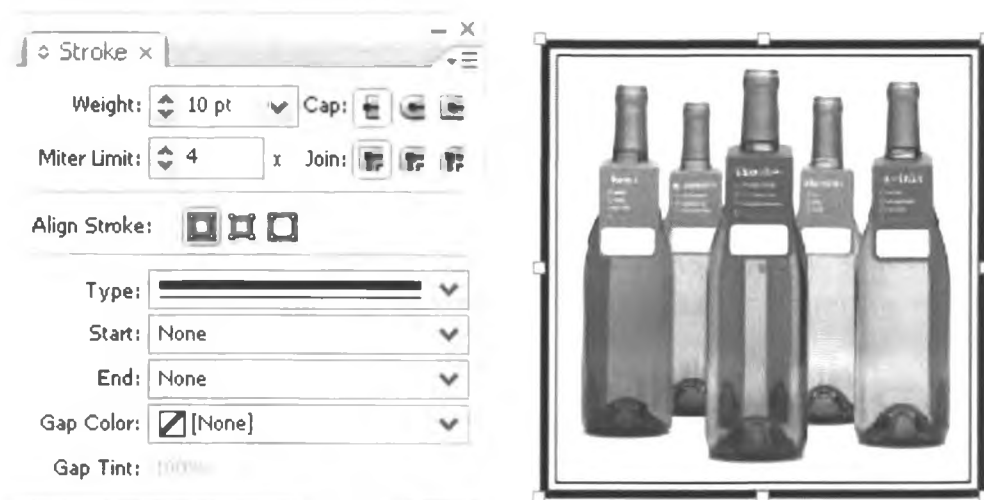 Stroke
Weight: 10 pt Cap:
Miter Limit: 4 x Join:
Align Stroke:
Type:
Start: None
End: None
Gap Color: [None]
Gap Tint: 100%